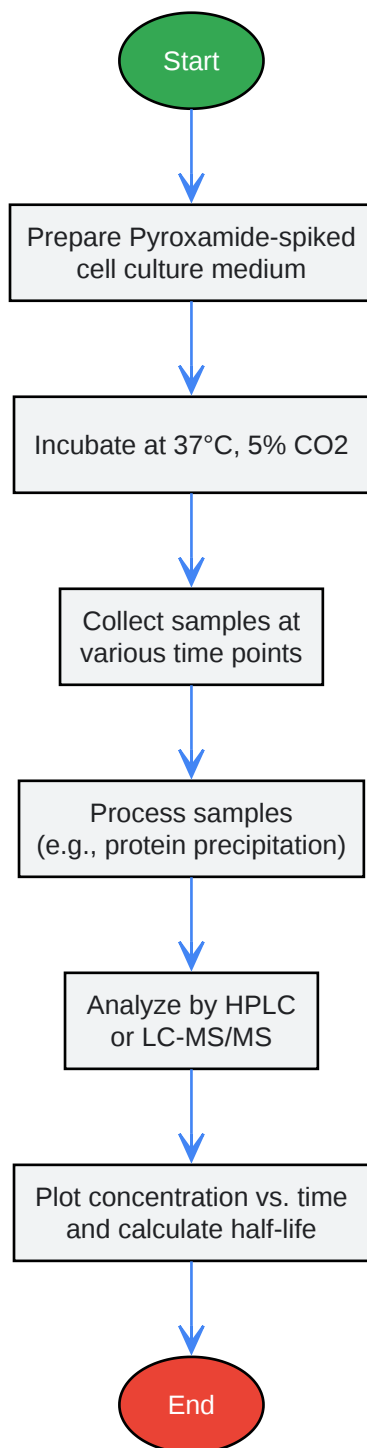 Start
Prepare Pyroxamide-spiked
cell culture medium
Incubate at 37°C, 5% CO2
Collect samples at
various time points
Process samples
(e.g., protein precipitation)
Analyze by HPLC
or LC-MS/MS
Plot concentration vs. time
and calculate half-life
End